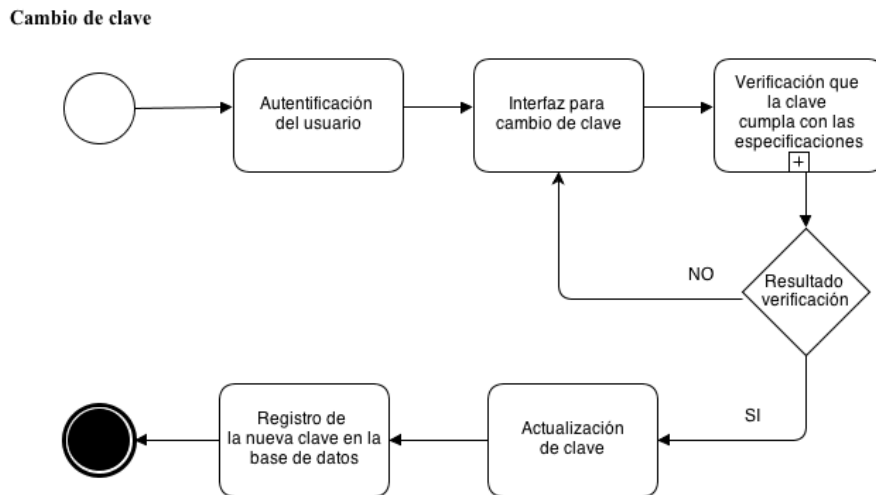 Cambio de clave
Autentificación
del usuario
Interfaz para
cambio de clave
Verificación que
la clave
cumpla con las
especificaciones
+
Resultado
verificación
NO
SI
Actualización
de clave
Registro de
la nueva clave en la
base de datos